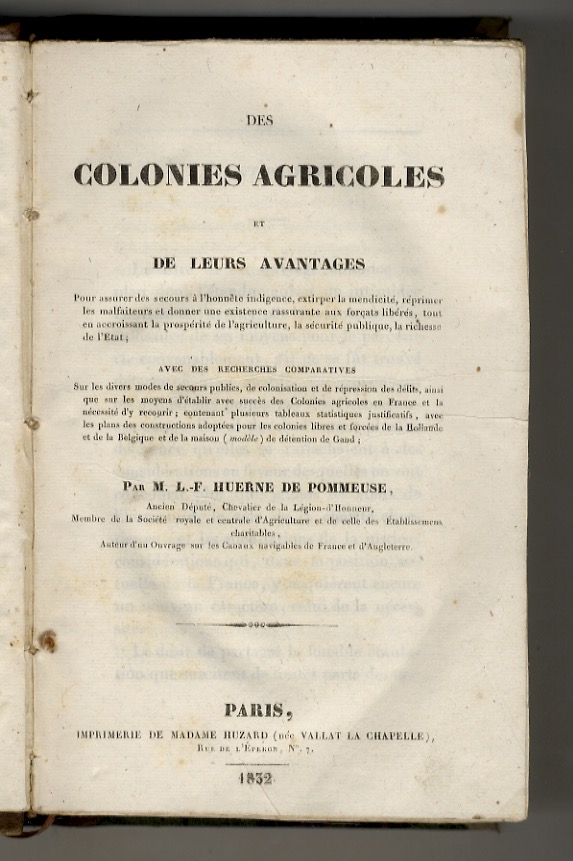 DES
COLONIES AGRICOLES
ET
DE LEURS AVANTAGES
Pour assurer des secours à l'honnête indigence, extirper la mendicité, réprimer
les malfaiteurs et donner une existence rassurante aux forçats libérés, tout
en accroissant la prospérité de l'agriculture, la sécurité publique, la richesse
de l'Etat;
AVEC DES RECHERCHES COMPARATIVES
Sur les divers modes de secours publics, de colonisation et de répression des délits, ainsi
que sur les moyens d'établir avec succès des Colonies agricoles en France et la
nécessité d'y recourir; contenant plusieurs tableaux statistiques justificatifs, avec
les plans des constructions adoptées pour les colonies libres et forcées de la Hollande
et de la Belgique et de la maison (modèle) de détention de Gand;
PAR M. L.-F. HUERNE DE POMMEUSE,
Ancien Député, Chevalier de la Légion-d'Honneur,
Membre de la Société royale et centrale d'Agriculture et de celle des Établissemens
charitables,
Auteur d'un Ouvrage sur les Canaux navigables de France et d'Angleterre.
PARIS,
IMPRIMERIE DE MADAME HUZARD (née VALLAT LA CHAPELLE),
RUE DE L'ÉPERON, N°. 7.
1832